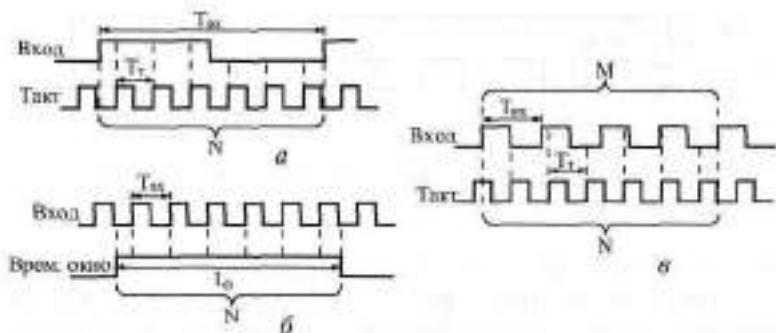 Tвх
Вход
Tт
Такт
N
а
Tвх
Вход
Врем. окно
t₀
N
б
M
Tвх
Вход
Tт
Такт
N
в